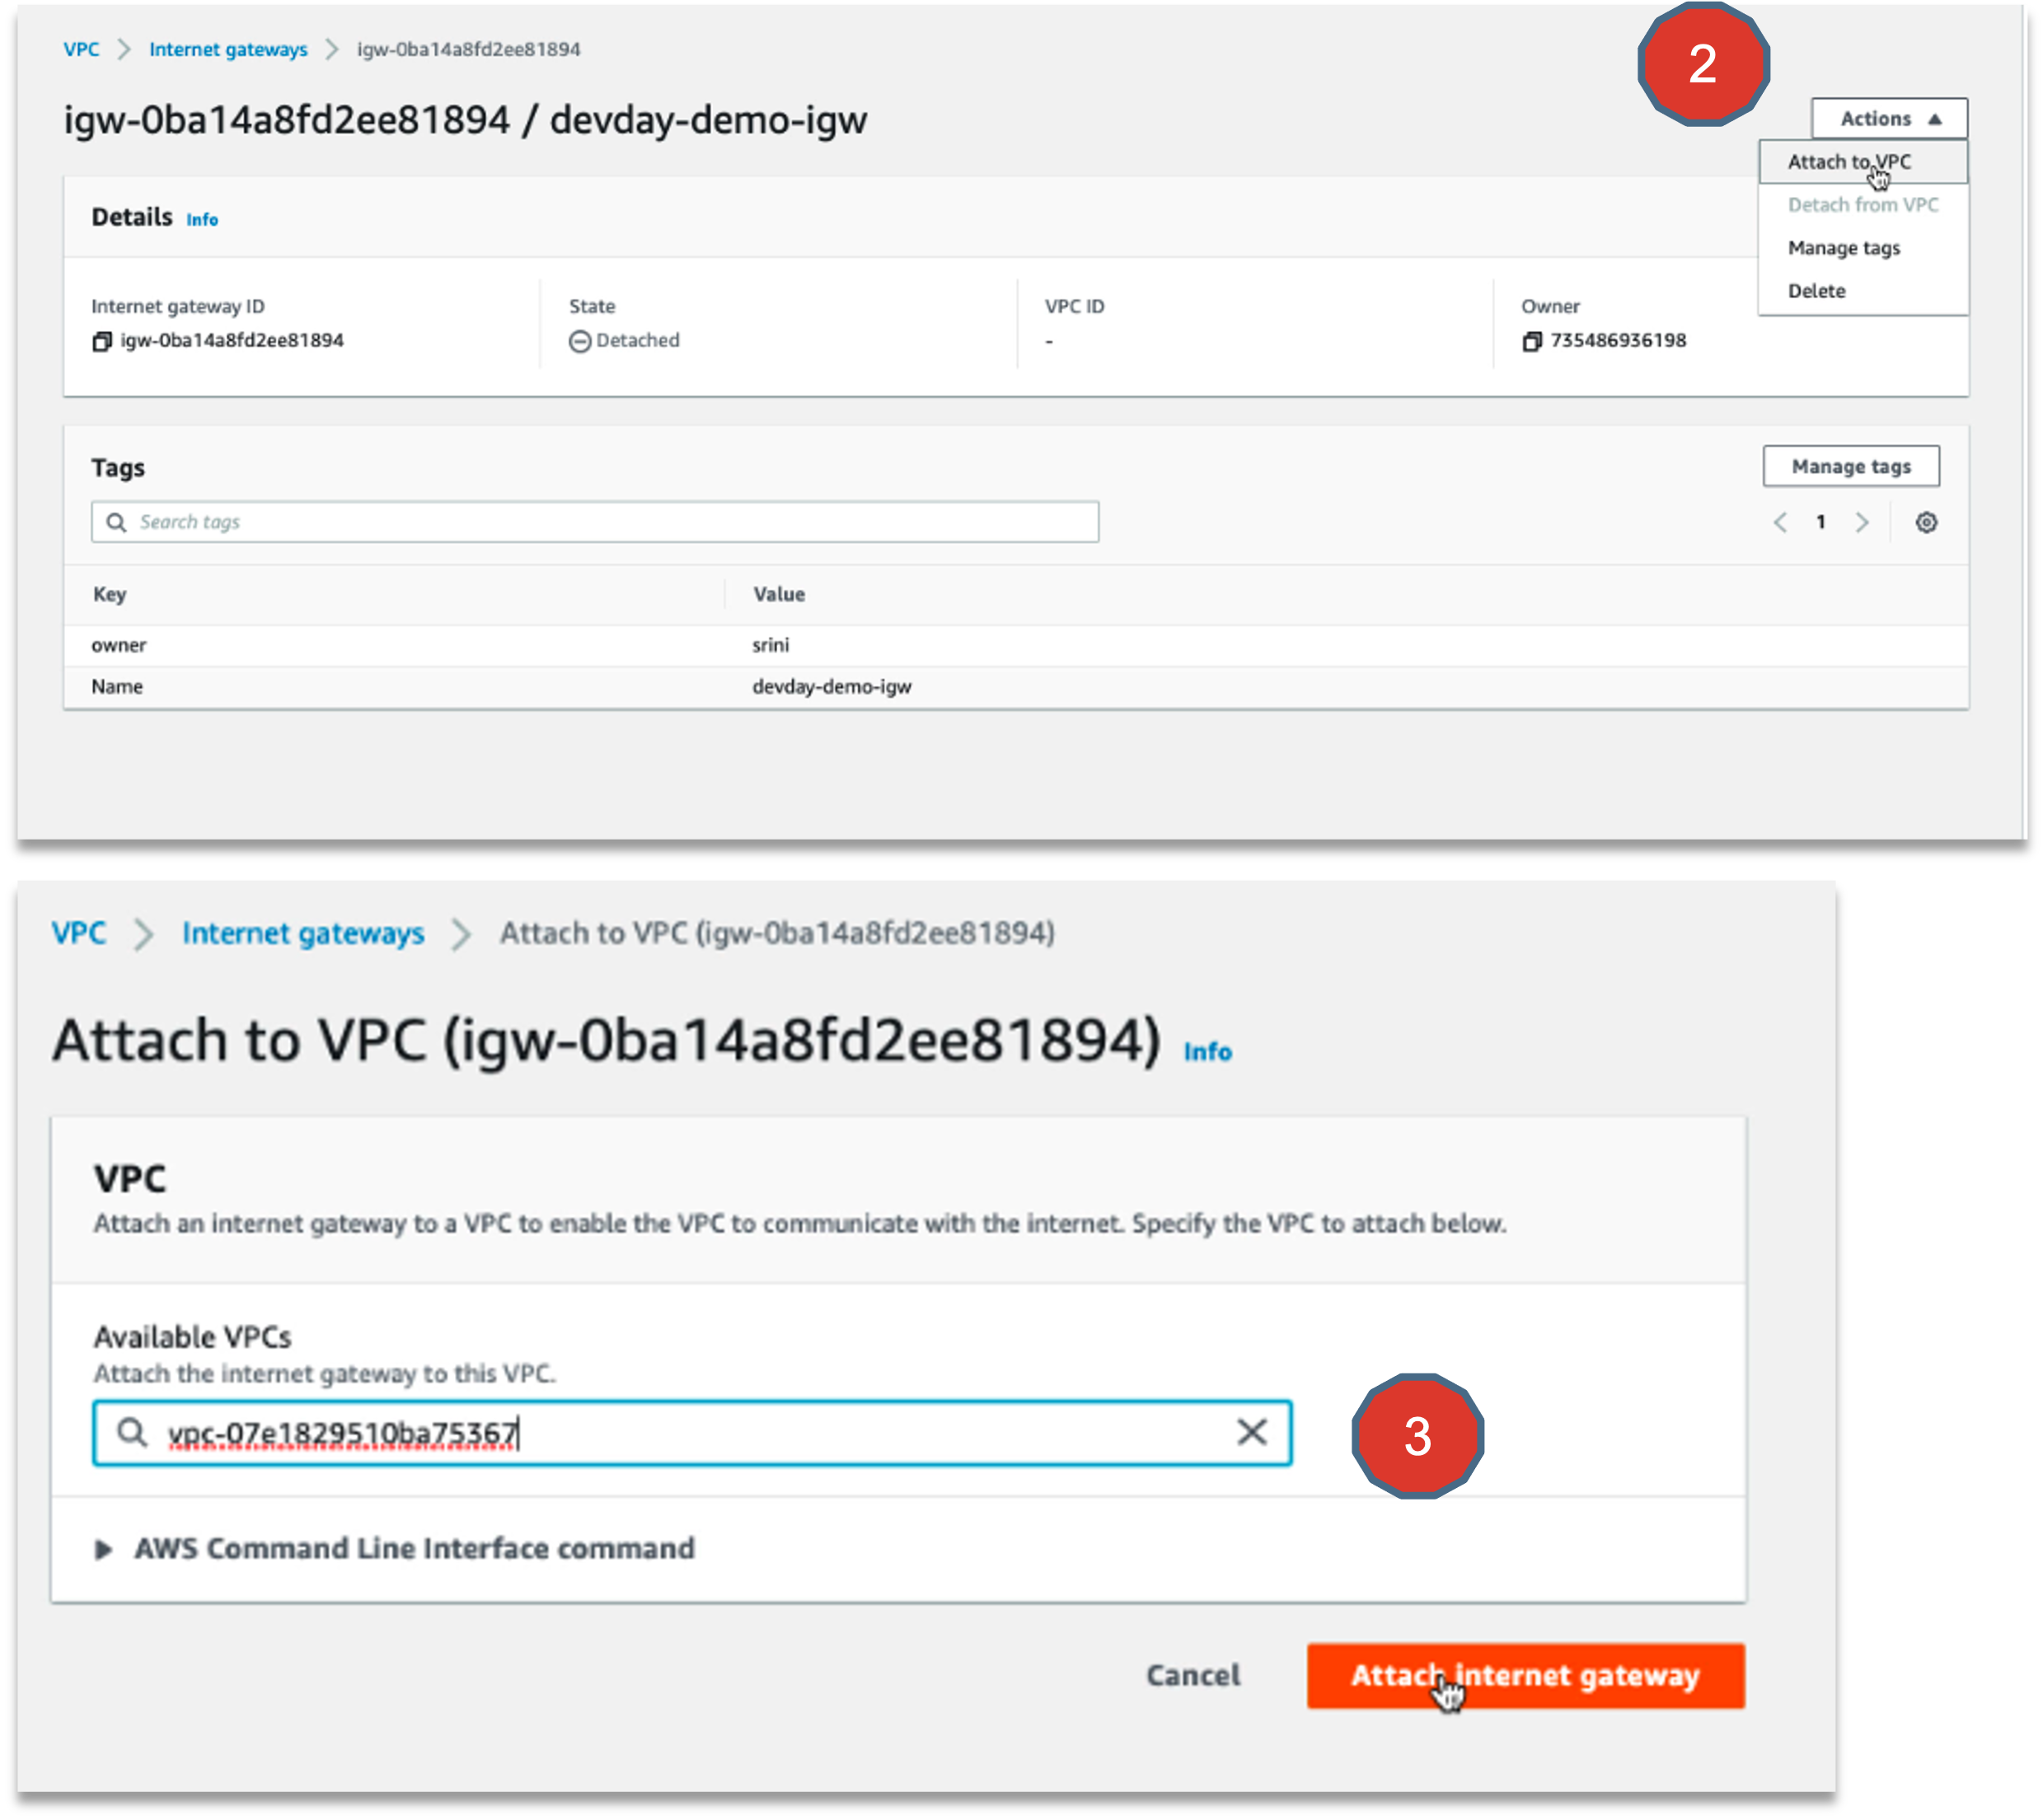 2
VPC > Internet gateways > igw-0ba14a8fd2ee81894
igw-0ba14a8fd2ee81894 / devday-demo-igw
Actions ▲
Attach to VPC
Detach from VPC
Manage tags
Delete
Details Info
Internet gateway ID
igw-0ba14a8fd2ee81894
State
Detached
VPC ID
-
Owner
735486936198
Tags
Manage tags
Search tags
< 1 >
Key Value
owner srini
Name devday-demo-igw
VPC > Internet gateways > Attach to VPC (igw-0ba14a8fd2ee81894)
Attach to VPC (igw-0ba14a8fd2ee81894) Info
VPC
Attach an internet gateway to a VPC to enable the VPC to communicate with the internet. Specify the VPC to attach below.
Available VPCs
Attach the internet gateway to this VPC.
vpc-07e1829510ba75367
3
AWS Command Line Interface command
Cancel
Attach internet gateway